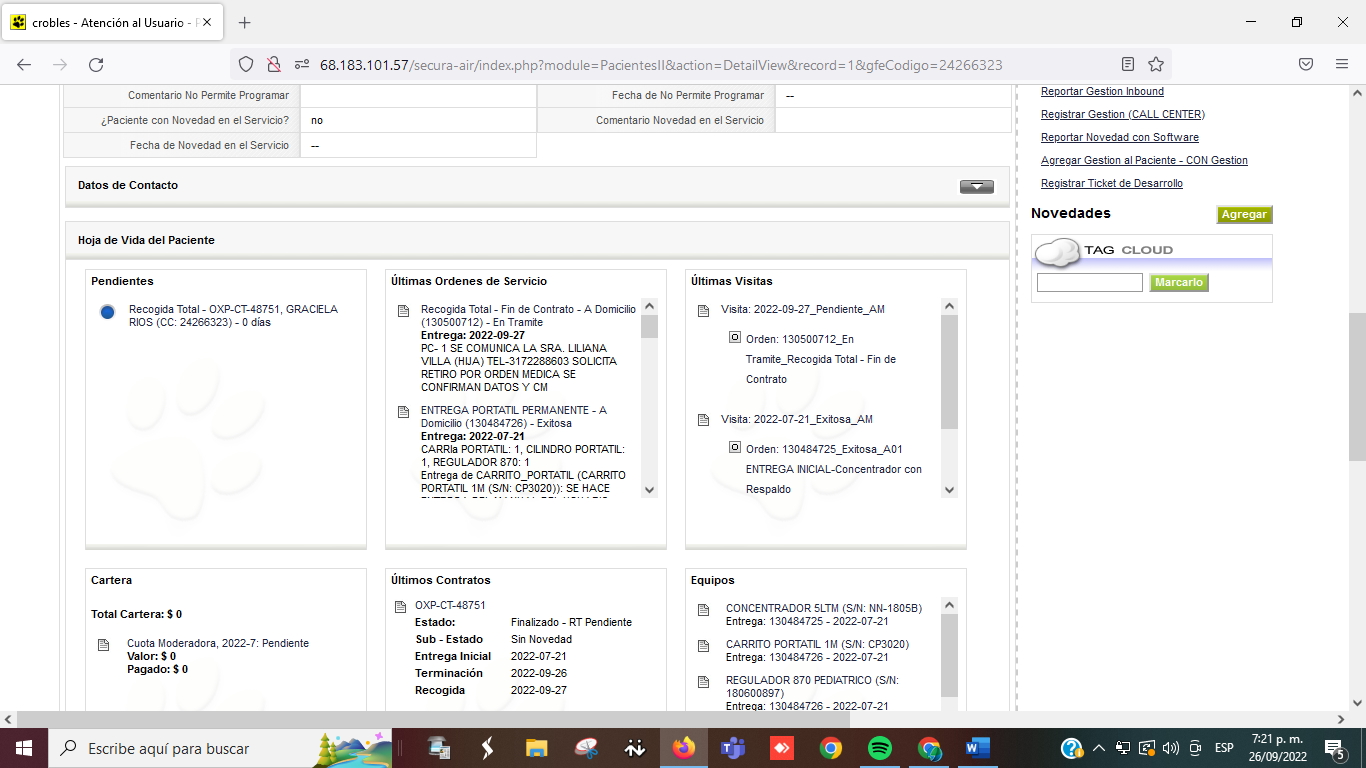 crobles - Atención al Usuario - 
68.183.101.57/secura-air/index.php?module=PacientesII&action=DetailView&record=1&gfeCodigo=24266323
Comentario No Permite Programar
Fecha de No Permite Programar
--
¿Paciente con Novedad en el Servicio?
no
Comentario Novedad en el Servicio
Fecha de Novedad en el Servicio
--
Datos de Contacto
Hoja de Vida del Paciente
Pendientes
Recogida Total - OXP-CT-48751, GRACIELA
RIOS (CC: 24266323) - 0 días
Últimas Ordenes de Servicio
Recogida Total - Fin de Contrato - A Domicilio
(130500712) - En Tramite
Entrega: 2022-09-27
PC- 1 SE COMUNICA LA SRA. LILIANA
VILLA (HIJA) TEL-3172288603 SOLICITA
RETIRO POR ORDEN MEDICA SE
CONFIRMAN DATOS Y CM
ENTREGA PORTATIL PERMANENTE - A
Domicilio (130484726) - Exitosa
Entrega: 2022-07-21
CARRIa PORTATIL: 1, CILINDRO PORTATIL:
1, REGULADOR 870: 1
Entrega de CARRITO_PORTATIL (CARRITO
PORTATIL 1M (S/N: CP3020)): SE HACE
Últimas Visitas
Visita: 2022-09-27_Pendiente_AM
Orden: 130500712_En
Tramite_Recogida Total - Fin de
Contrato
Visita: 2022-07-21_Exitosa_AM
Orden: 130484725_Exitosa_A01
ENTREGA INICIAL-Concentrador con
Respaldo
Cartera
Total Cartera: $ 0
Cuota Moderadora, 2022-7: Pendiente
Valor: $ 0
Pagado: $ 0
Últimos Contratos
OXP-CT-48751
Estado: Finalizado - RT Pendiente
Sub - Estado Sin Novedad
Entrega Inicial 2022-07-21
Terminación 2022-09-26
Recogida 2022-09-27
Equipos
CONCENTRADOR 5LTM (S/N: NN-1805B)
Entrega: 130484725 - 2022-07-21
CARRITO PORTATIL 1M (S/N: CP3020)
Entrega: 130484726 - 2022-07-21
REGULADOR 870 PEDIATRICO (S/N:
180600897)
Entrega: 130484726 - 2022-07-21
Reportar Gestion Inbound
Registrar Gestion (CALL CENTER)
Reportar Novedad con Software
Agregar Gestion al Paciente - CON Gestion
Registrar Ticket de Desarrollo
Novedades
Agregar
TAG CLOUD
Marcarlo
Escribe aquí para buscar
ESP
7:21 p. m.
26/09/2022
5